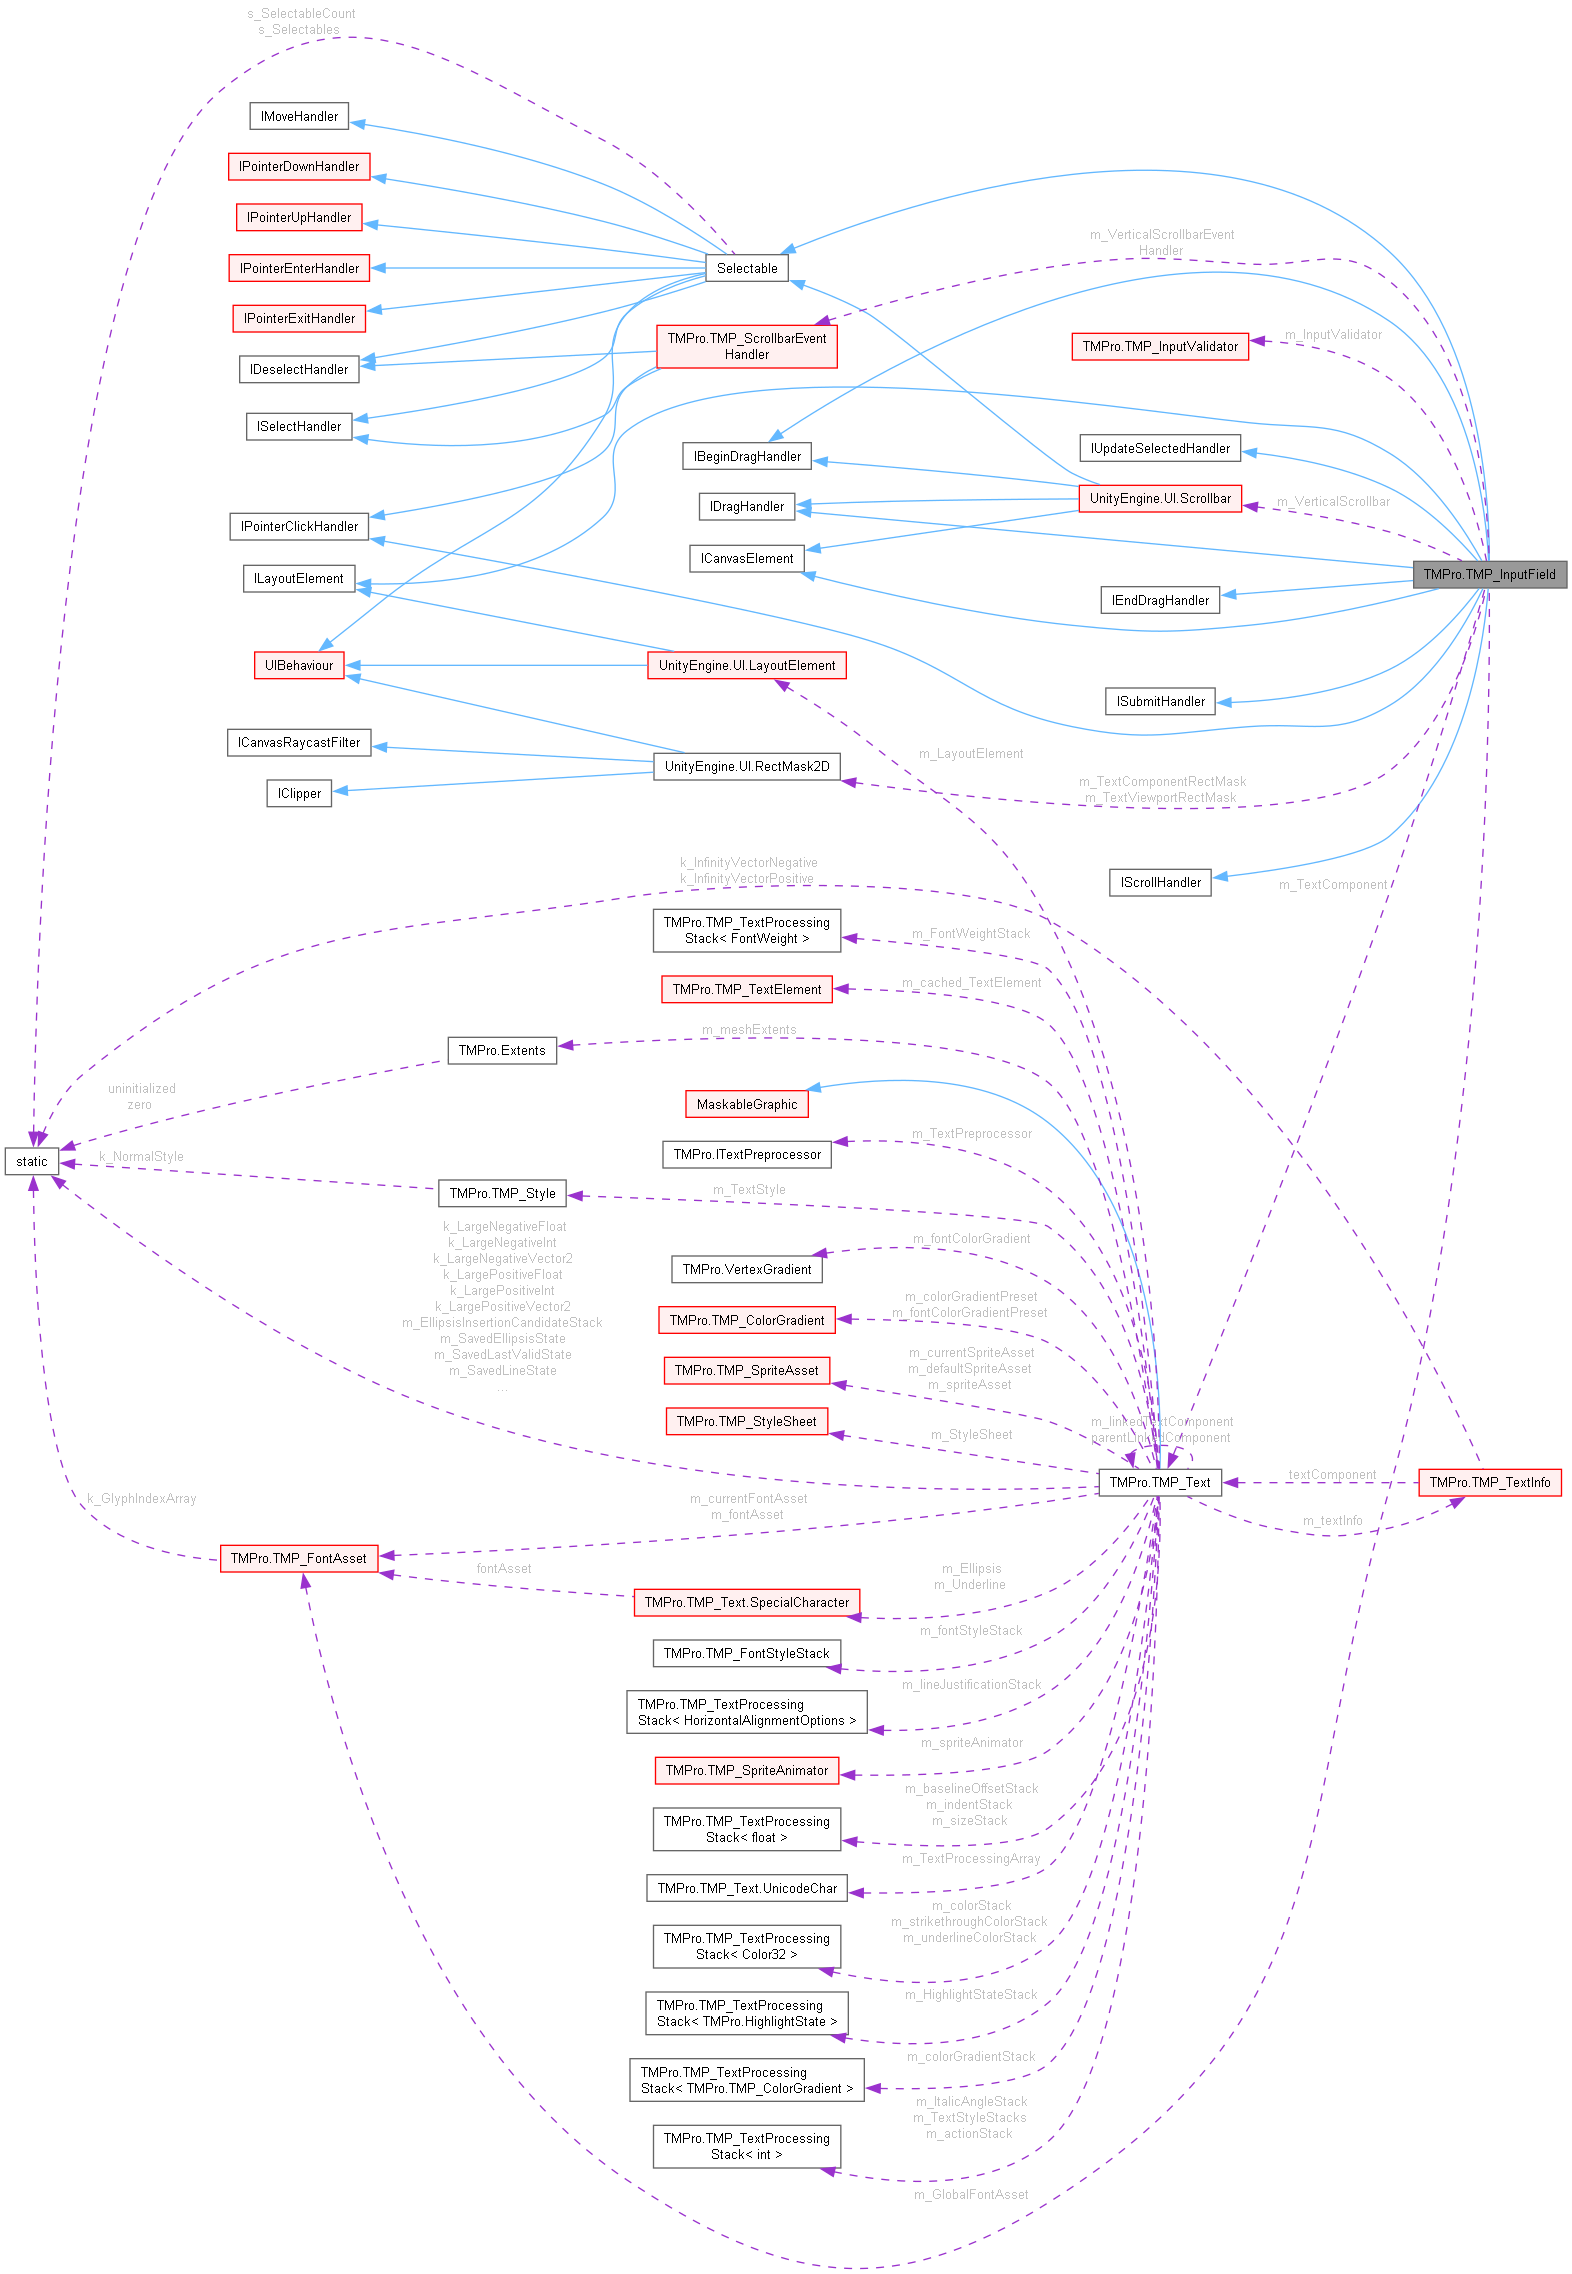 s_SelectableCount
s_Selectables
IMoveHandler
IPointerDownHandler
IPointerUpHandler
m_VerticalScrollbarEvent
Handler
IPointerEnterHandler
Selectable
IPointerExitHandler
TMPro.TMP_ScrollbarEvent
Handler
m_InputValidator
TMPro.TMP_InputValidator
IDeselectHandler
ISelectHandler
IBeginDragHandler
IUpdateSelectedHandler
IDragHandler
UnityEngine.UI.Scrollbar
m_VerticalScrollbar
IPointerClickHandler
ICanvasElement
ILayoutElement
TMPro.TMP_InputField
IEndDragHandler
UIBehaviour
UnityEngine.UI.LayoutElement
ISubmitHandler
ICanvasRaycastFilter
m_LayoutElement
UnityEngine.UI.RectMask2D
m_TextComponentRectMask
m_TextViewportRectMask
IClipper
k_InfinityVectorNegative
k_InfinityVectorPositive
IScrollHandler
m_TextComponent
TMPro.TMP_TextProcessing
Stack< FontWeight >
m_FontWeightStack
TMPro.TMP_TextElement
m_cached_TextElement
m_meshExtents
TMPro.Extents
uninitialized
zero
MaskableGraphic
m_TextPreprocessor
TMPro.ITextPreprocessor
static
k_NormalStyle
TMPro.TMP_Style
m_TextStyle
k_LargeNegativeFloat
k_LargeNegativeInt
k_LargeNegativeVector2
k_LargePositiveFloat
k_LargePositiveInt
k_LargePositiveVector2
m_EllipsisInsertionCandidateStack
m_SavedEllipsisState
m_SavedLastValidState
m_SavedLineState
...
m_fontColorGradient
TMPro.VertexGradient
m_colorGradientPreset
m_fontColorGradientPreset
TMPro.TMP_ColorGradient
m_currentSpriteAsset
m_defaultSpriteAsset
m_spriteAsset
TMPro.TMP_SpriteAsset
TMPro.TMP_StyleSheet
m_StyleSheet
m_linkedTextComponent
parentLinkedComponent
TMPro.TMP_Text
textComponent
TMPro.TMP_TextInfo
k_GlyphIndexArray
m_currentFontAsset
m_fontAsset
m_textInfo
TMPro.TMP_FontAsset
fontAsset
m_Ellipsis
m_Underline
TMPro.TMP_Text.SpecialCharacter
m_fontStyleStack
TMPro.TMP_FontStyleStack
m_lineJustificationStack
TMPro.TMP_TextProcessing
Stack< HorizontalAlignmentOptions >
m_spriteAnimator
TMPro.TMP_SpriteAnimator
m_baselineOffsetStack
m_indentStack
m_sizeStack
TMPro.TMP_TextProcessing
Stack< float >
m_TextProcessingArray
TMPro.TMP_Text.UnicodeChar
m_colorStack
m_strikethroughColorStack
m_underlineColorStack
TMPro.TMP_TextProcessing
Stack< Color32 >
m_HighlightStateStack
TMPro.TMP_TextProcessing
Stack< TMPro.HighlightState >
m_colorGradientStack
TMPro.TMP_TextProcessing
Stack< TMPro.TMP_ColorGradient >
m_ItalicAngleStack
m_TextStyleStacks
m_actionStack
TMPro.TMP_TextProcessing
Stack< int >
m_GlobalFontAsset